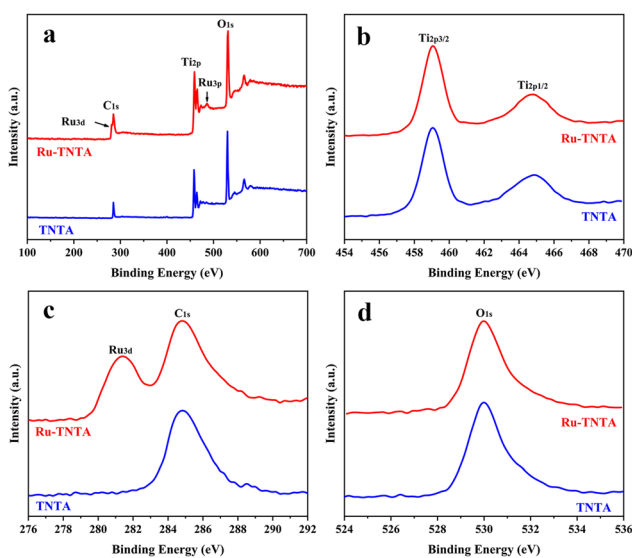 a
O1s
Ti2p
Ru3p
C1s
Ru3d
Ru-TNTA
TNTA
Intensity (a.u.)
100 200 300 400 500 600 700
Binding Energy (eV)
b
Ti2p3/2
Ti2p1/2
Ru-TNTA
TNTA
Intensity (a.u.)
454 456 458 460 462 464 466 468 470
Binding Energy (eV)
c
C1s
Ru3d
Ru-TNTA
TNTA
Intensity (a.u.)
276 278 280 282 284 286 288 290 292
Binding Energy (eV)
d
O1s
Ru-TNTA
TNTA
Intensity (a.u.)
524 526 528 530 532 534 536
Binding Energy (eV)